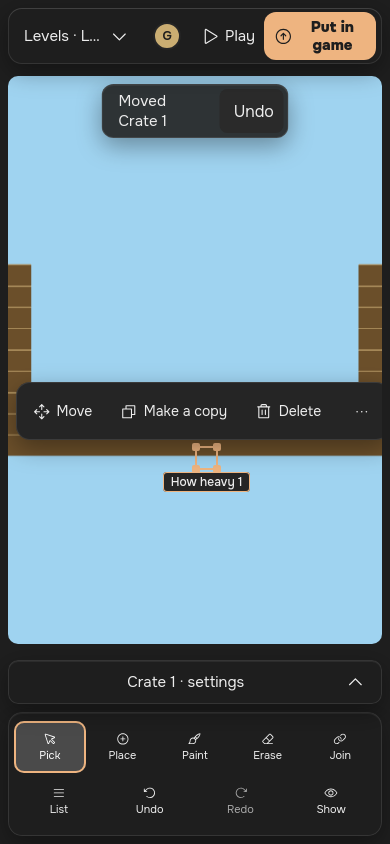 Levels · L...
G
Play
Put in
game
Moved
Crate 1
Undo
Move
Make a copy
Delete
...
How heavy 1
Crate 1 · settings
Pick
Place
Paint
Erase
Join
List
Undo
Redo
Show